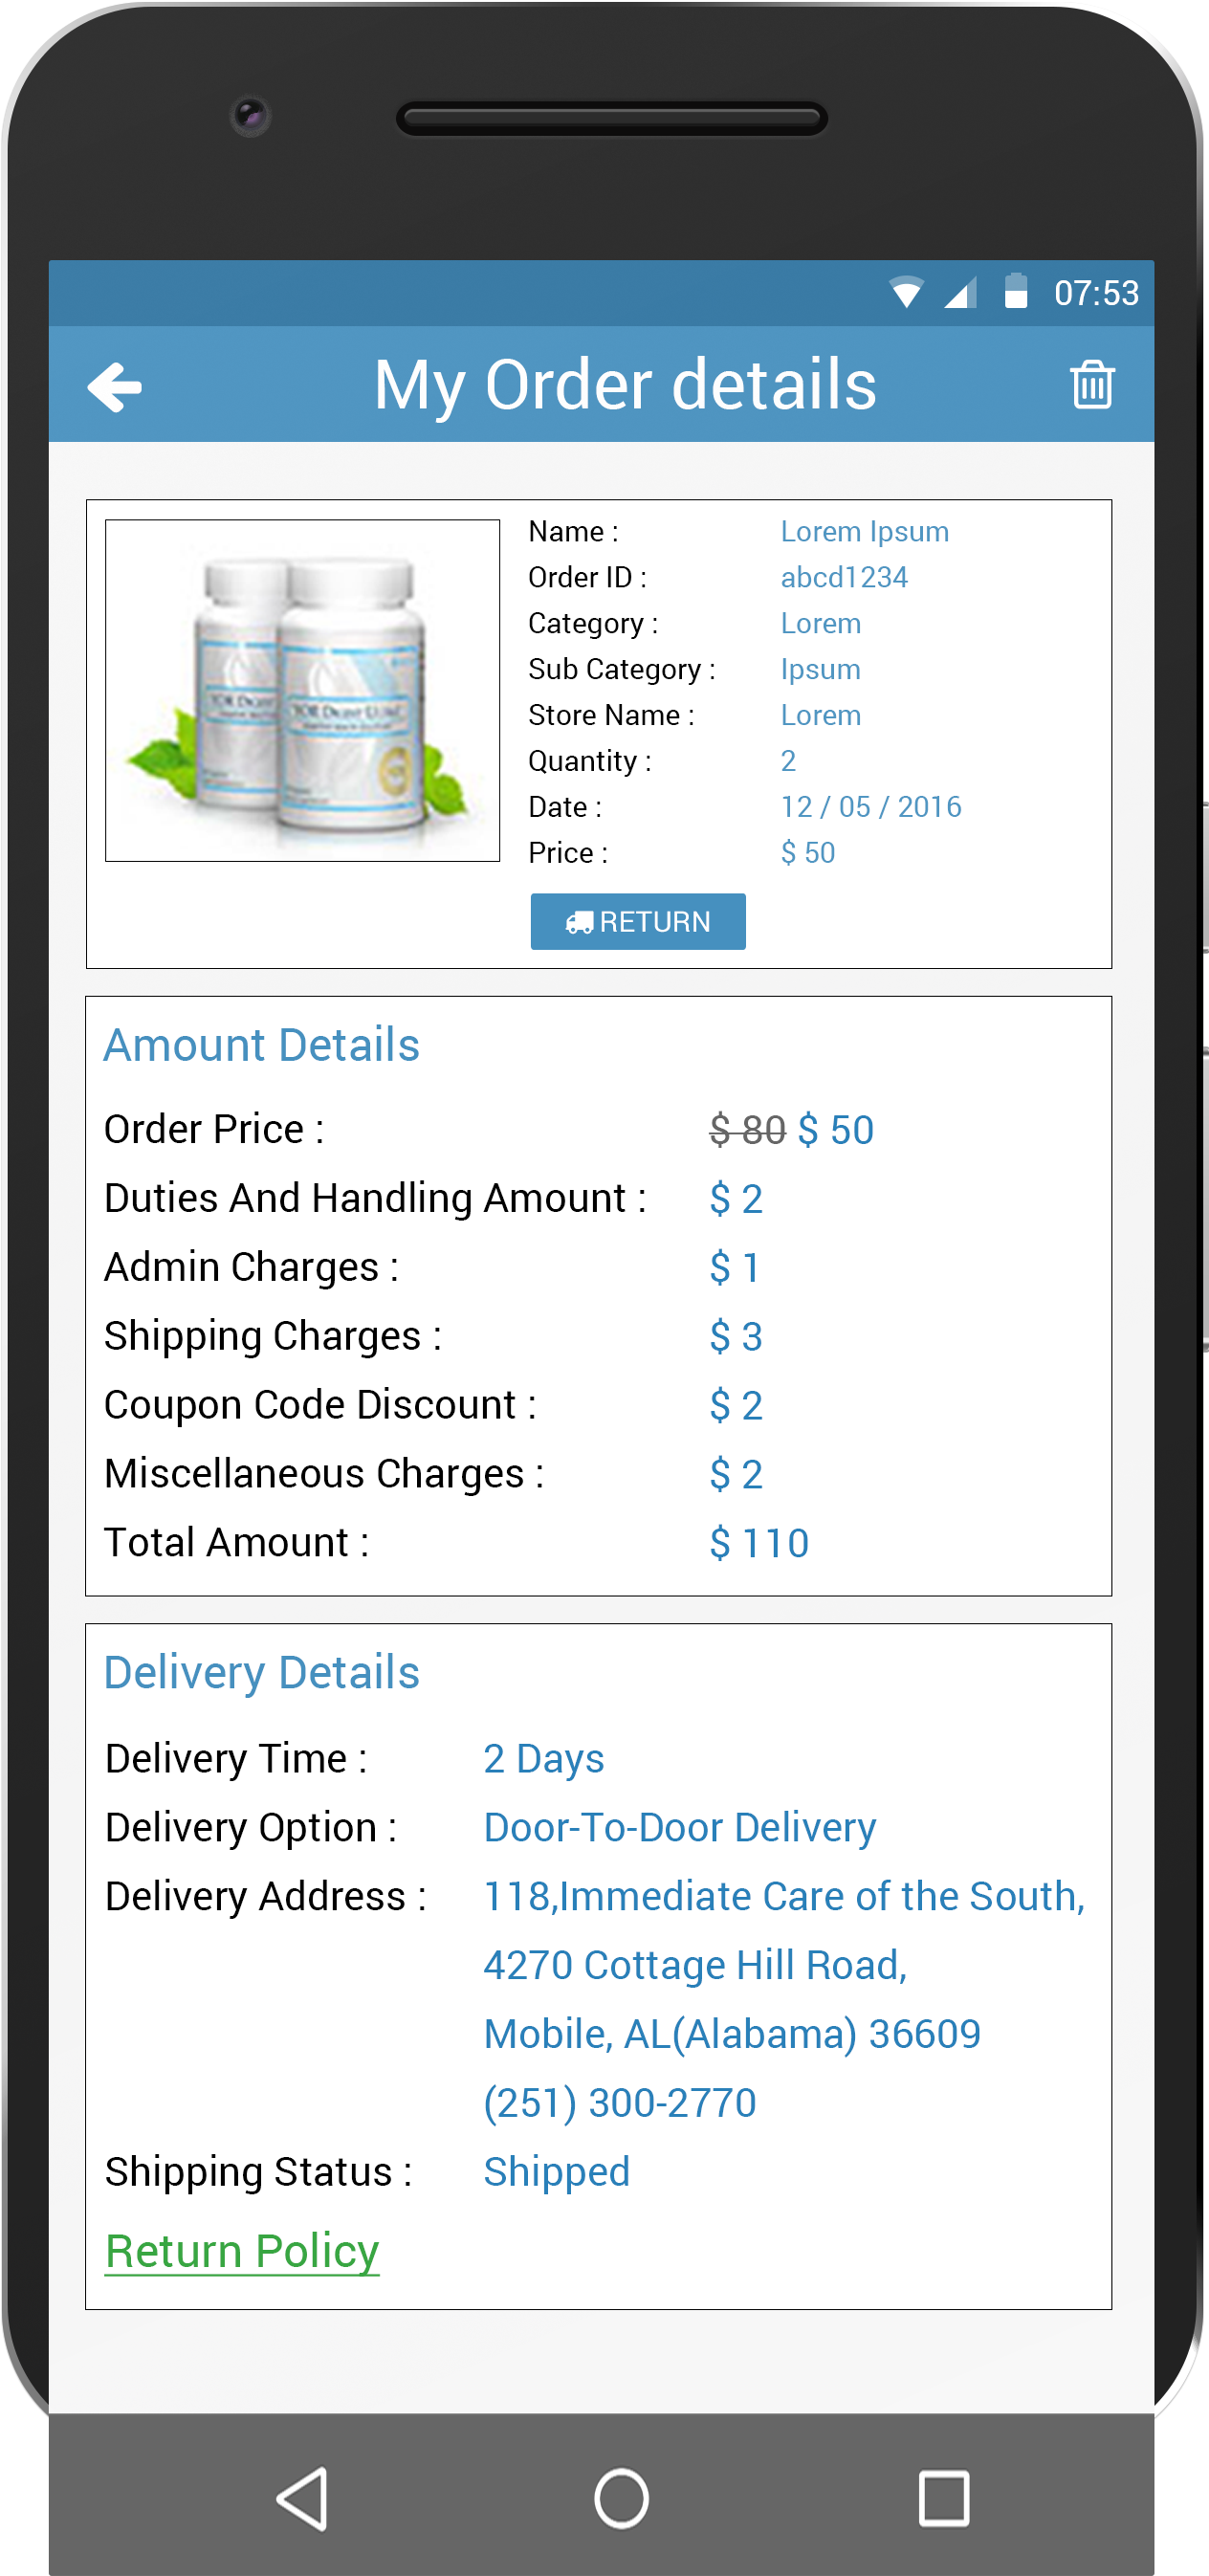 07:53
My Order details
Name : Lorem Ipsum
Order ID : abcd1234
Category : Lorem
Sub Category : Ipsum
Store Name : Lorem
Quantity : 2
Date : 12 / 05 / 2016
Price : $ 50
RETURN
Amount Details
Order Price : $ 80 $ 50
Duties And Handling Amount : $ 2
Admin Charges : $ 1
Shipping Charges : $ 3
Coupon Code Discount : $ 2
Miscellaneous Charges : $ 2
Total Amount : $ 110
Delivery Details
Delivery Time : 2 Days
Delivery Option : Door-To-Door Delivery
Delivery Address : 118,Immediate Care of the South,
4270 Cottage Hill Road,
Mobile, AL(Alabama) 36609
(251) 300-2770
Shipping Status : Shipped
Return Policy